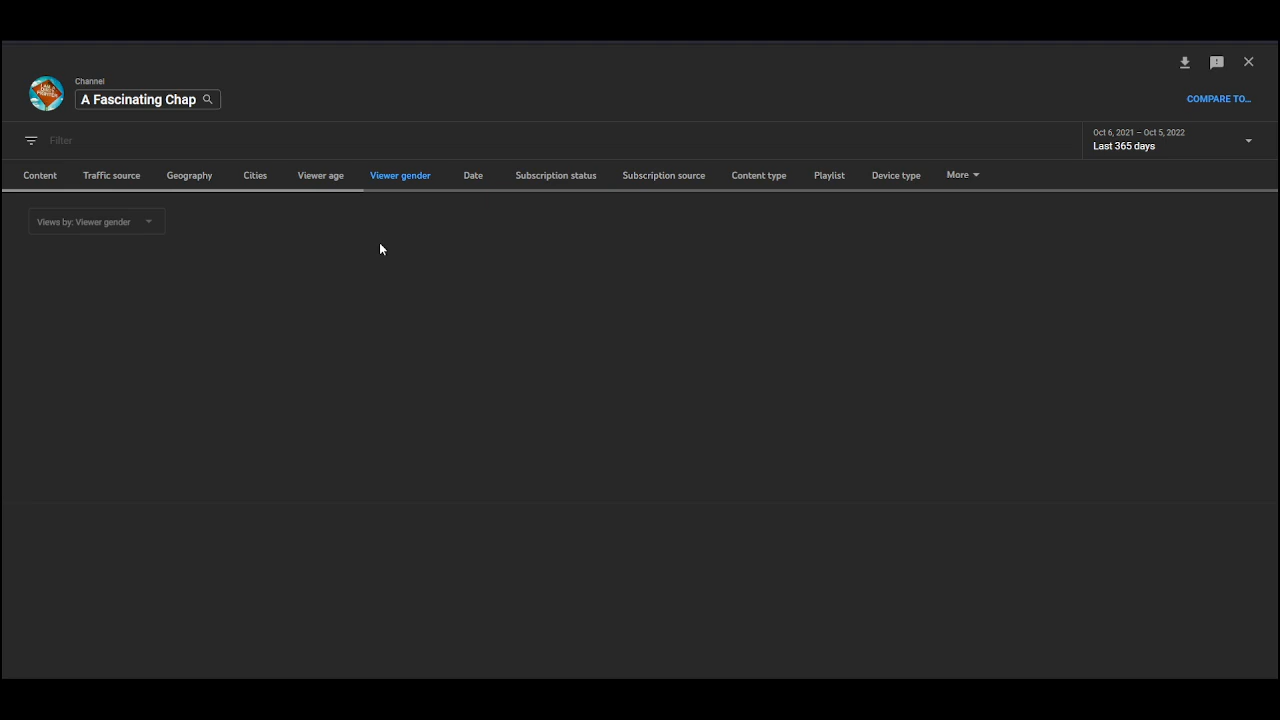 Channel
A Fascinating Chap
COMPARE TO...
Filter
Oct 6, 2021 – Oct 5, 2022
Last 365 days
Content Traffic source Geography Cities Viewer age Viewer gender Date Subscription status Subscription source Content type Playlist Device type More
Views by: Viewer gender